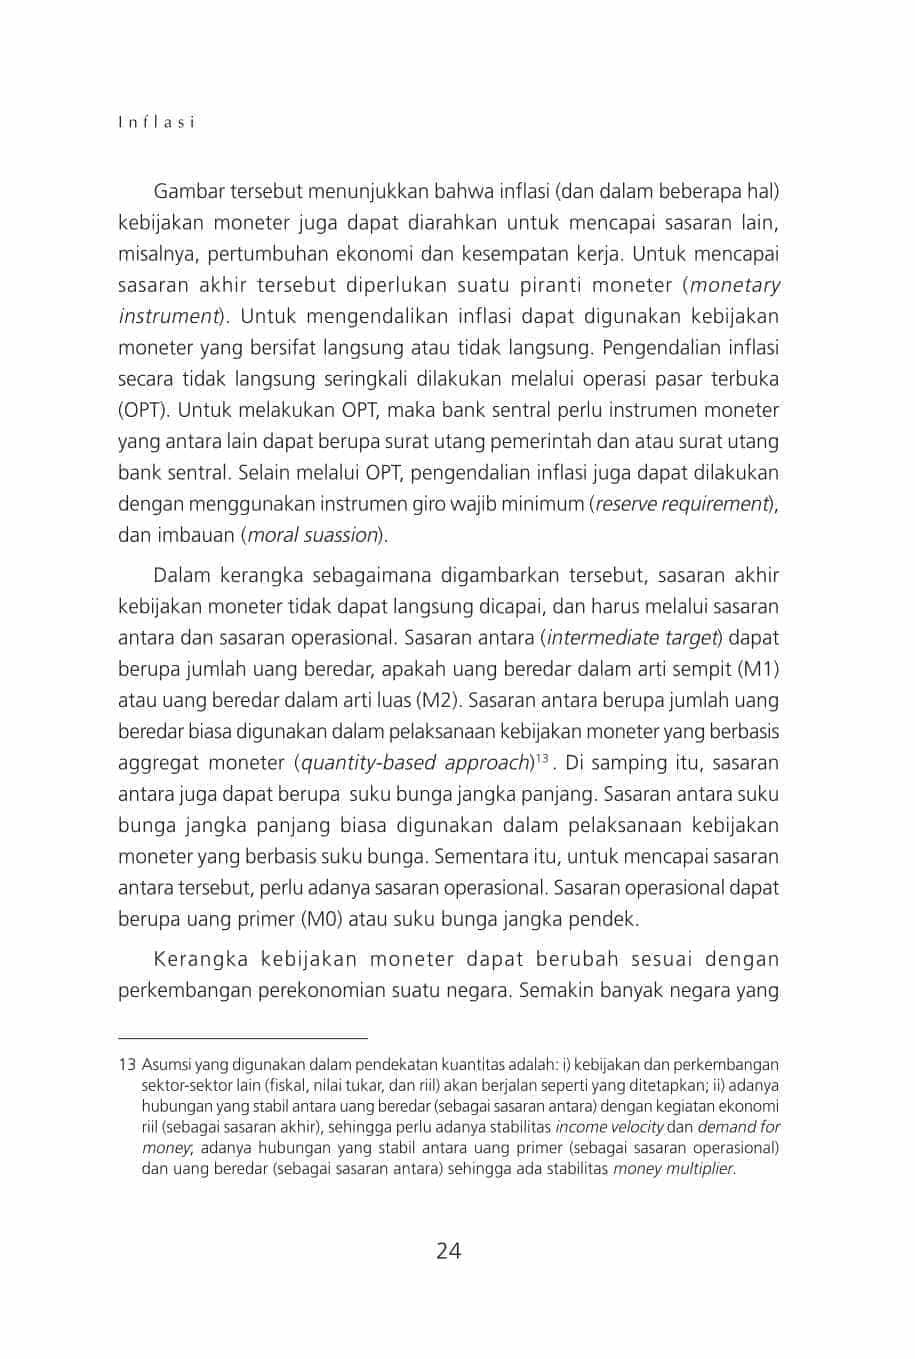 Inflasi
Gambar tersebut menunjukkan bahwa inflasi (dan dalam beberapa hal)
kebijakan moneter juga dapat diarahkan untuk mencapai sasaran lain,
misalnya, pertumbuhan ekonomi dan kesempatan kerja. Untuk mencapai
sasaran akhir tersebut diperlukan suatu piranti moneter (monetary
instrument). Untuk mengendalikan inflasi dapat digunakan kebijakan
moneter yang bersifat langsung atau tidak langsung. Pengendalian inflasi
secara tidak langsung seringkali dilakukan melalui operasi pasar terbuka
(OPT). Untuk melakukan OPT, maka bank sentral perlu instrumen moneter
yang antara lain dapat berupa surat utang pemerintah dan atau surat utang
bank sentral. Selain melalui OPT, pengendalian inflasi juga dapat dilakukan
dengan menggunakan instrumen giro wajib minimum (reserve requirement),
dan imbauan (moral suassion).
Dalam kerangka sebagaimana digambarkan tersebut, sasaran akhir
kebijakan moneter tidak dapat langsung dicapai, dan harus melalui sasaran
antara dan sasaran operasional. Sasaran antara (intermediate target) dapat
berupa jumlah uang beredar, apakah uang beredar dalam arti sempit (M1)
atau uang beredar dalam arti luas (M2). Sasaran antara berupa jumlah uang
beredar biasa digunakan dalam pelaksanaan kebijakan moneter yang berbasis
aggregat moneter (quantity-based approach)13 . Di samping itu, sasaran
antara juga dapat berupa suku bunga jangka panjang. Sasaran antara suku
bunga jangka panjang biasa digunakan dalam pelaksanaan kebijakan
moneter yang berbasis suku bunga. Sementara itu, untuk mencapai sasaran
antara tersebut, perlu adanya sasaran operasional. Sasaran operasional dapat
berupa uang primer (M0) atau suku bunga jangka pendek.
Kerangka kebijakan moneter dapat berubah sesuai dengan
perkembangan perekonomian suatu negara. Semakin banyak negara yang
13 Asumsi yang digunakan dalam pendekatan kuantitas adalah: i) kebijakan dan perkembangan
sektor-sektor lain (fiskal, nilai tukar, dan riil) akan berjalan seperti yang ditetapkan; ii) adanya
hubungan yang stabil antara uang beredar (sebagai sasaran antara) dengan kegiatan ekonomi
riil (sebagai sasaran akhir), sehingga perlu adanya stabilitas income velocity dan demand for
money; adanya hubungan yang stabil antara uang primer (sebagai sasaran operasional)
dan uang beredar (sebagai sasaran antara) sehingga ada stabilitas money multiplier.
24